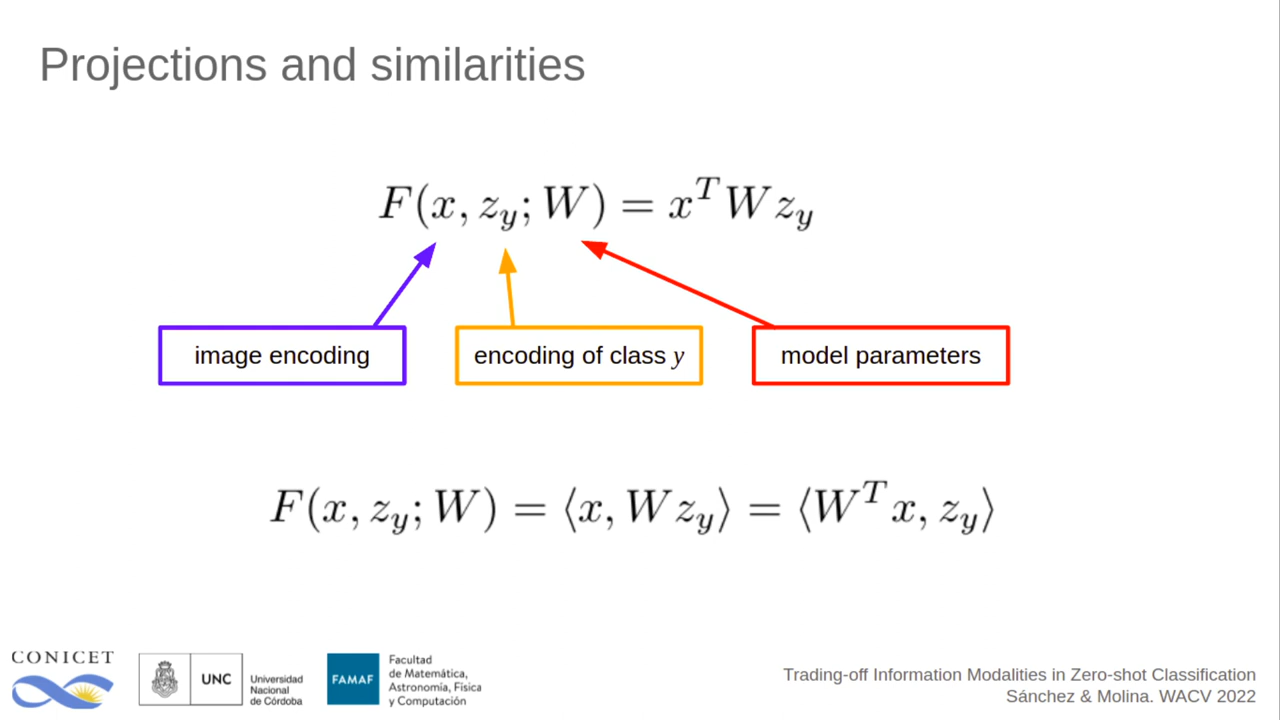 Projections and similarities
F(x, z_y; W) = x^T W z_y
image encoding
encoding of class y
model parameters
F(x, z_y; W) = ⟨x, W z_y⟩ = ⟨W^T x, z_y⟩
CONICET
UNC
Universidad
Nacional
de Córdoba
FAMAF
Facultad
de Matemática,
Astronomía, Física
y Computación
Trading-off Information Modalities in Zero-shot Classification
Sánchez & Molina. WACV 2022